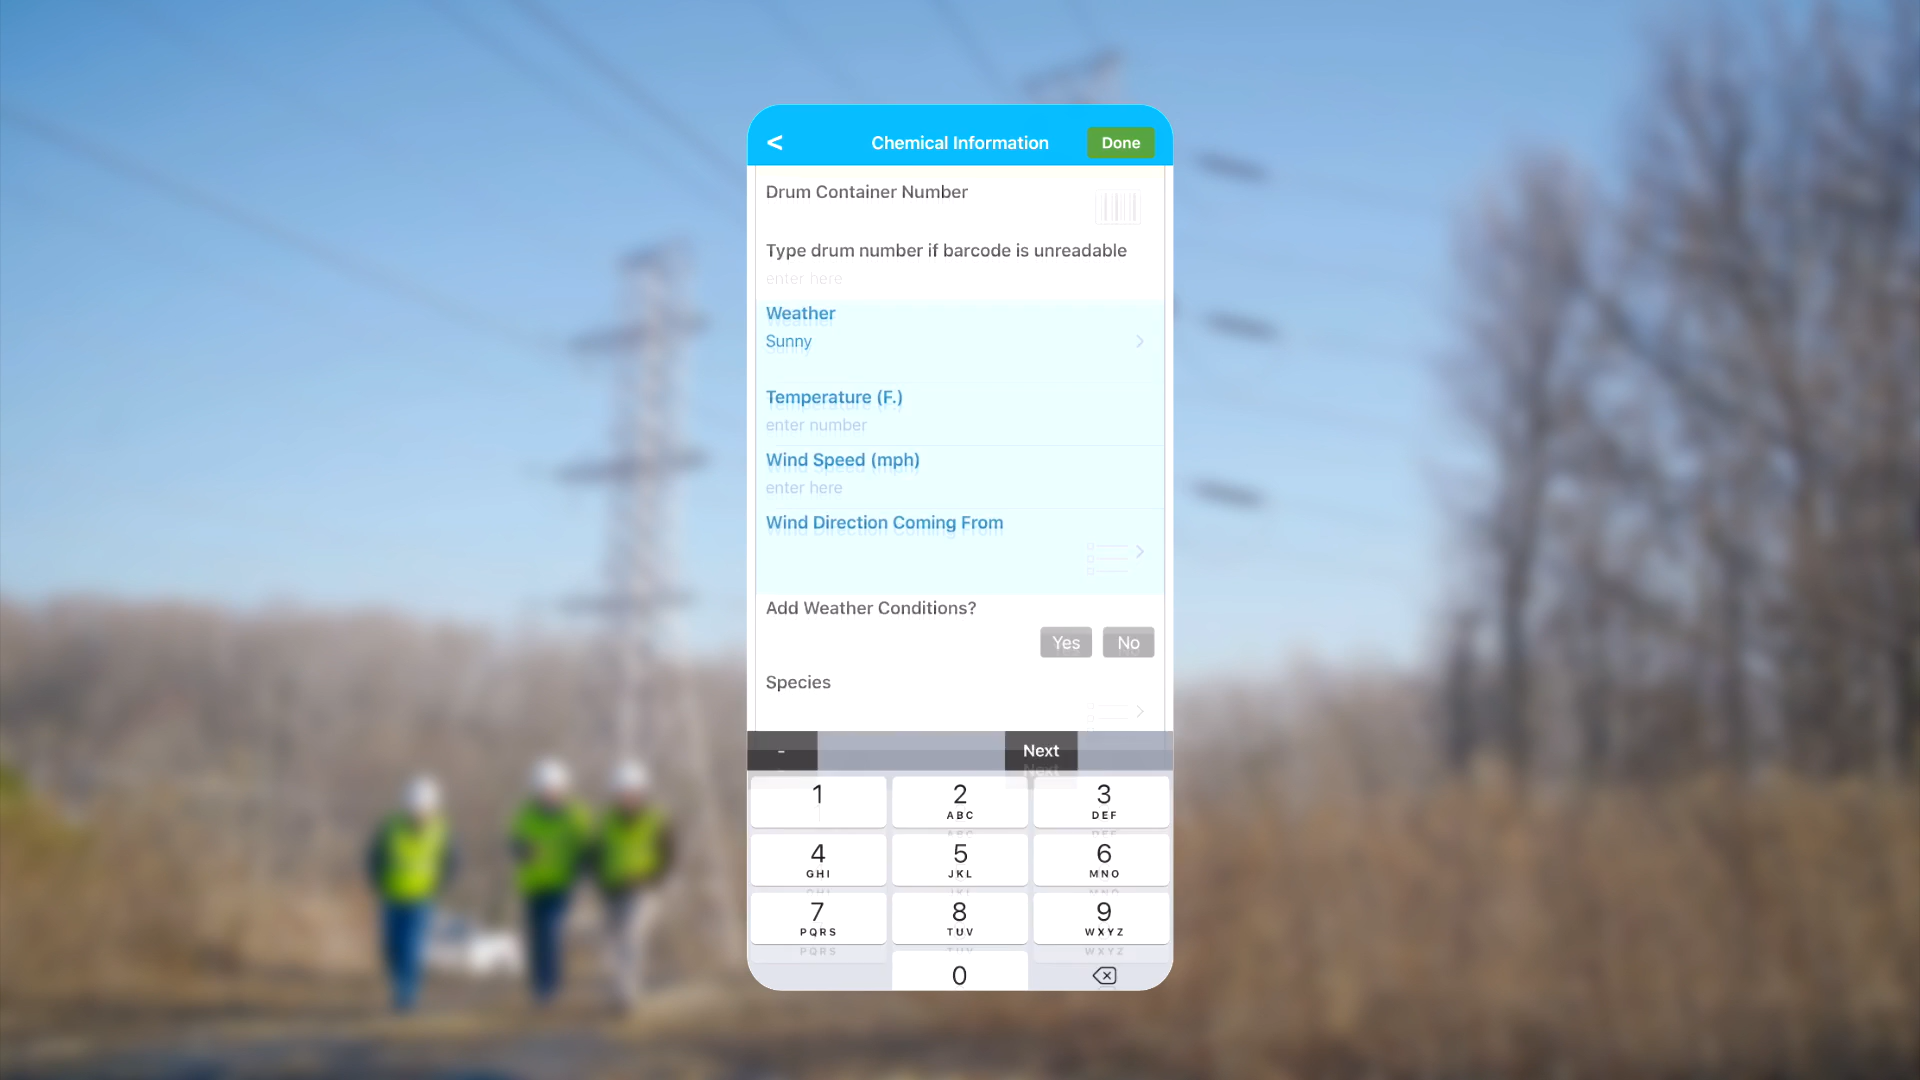 < Chemical Information Done
Drum Container Number
Type drum number if barcode is unreadable
enter here
Weather
Sunny
Temperature (F.)
enter number
Wind Speed (mph)
enter here
Wind Direction Coming From
Add Weather Conditions?
Yes No
Species
- Next
1 2 3
ABC DEF
4 5 6
GHI JKL MNO
7 8 9
PQRS TUV WXYZ
0